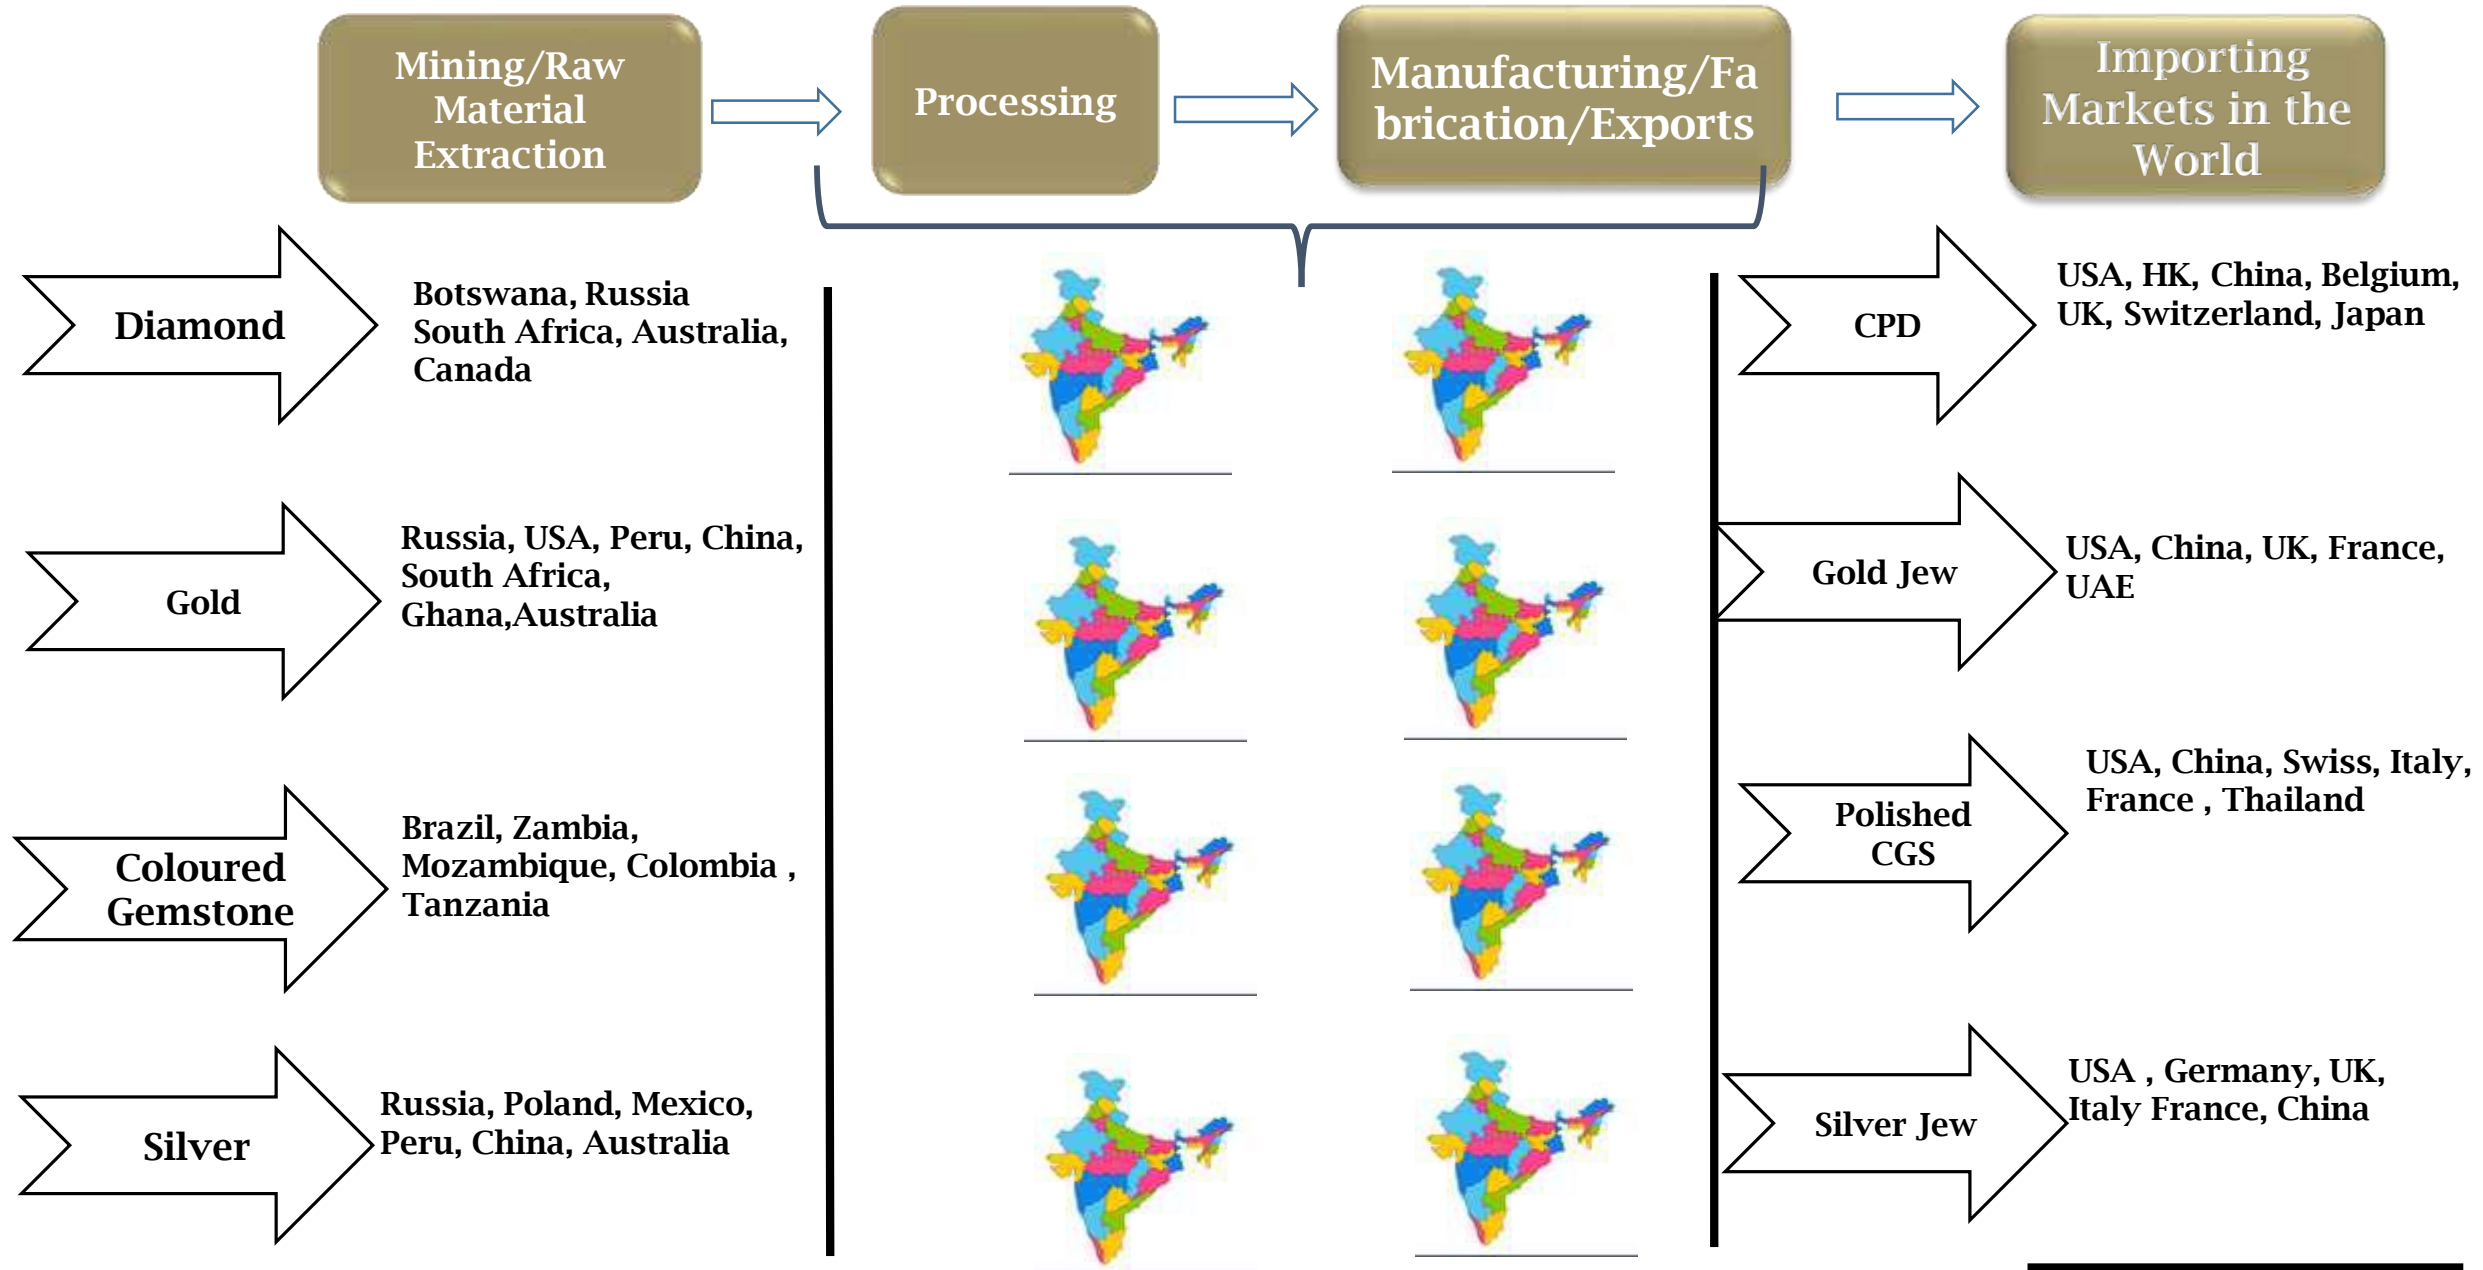 Mining/Raw
Material
Extraction
Processing
Manufacturing/Fa
brication/Exports
Importing
Markets in the
World
Diamond
Botswana, Russia
South Africa, Australia,
Canada
CPD
USA, HK, China, Belgium,
UK, Switzerland, Japan
Gold
Russia, USA, Peru, China,
South Africa,
Ghana,Australia
Gold Jew
USA, China, UK, France,
UAE
Coloured
Gemstone
Brazil, Zambia,
Mozambique, Colombia ,
Tanzania
Polished
CGS
USA, China, Swiss, Italy,
France , Thailand
Silver
Russia, Poland, Mexico,
Peru, China, Australia
Silver Jew
USA , Germany, UK,
Italy France, China